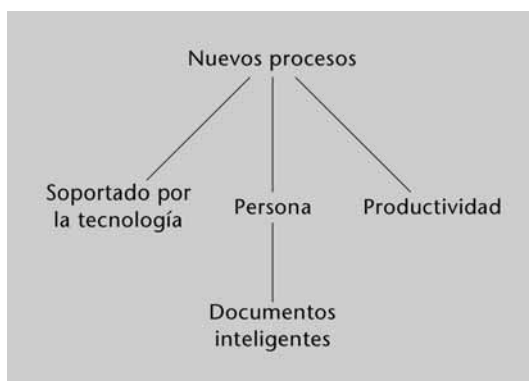 Nuevos procesos
Soportado por
la tecnología
Persona
Productividad
Documentos
inteligentes